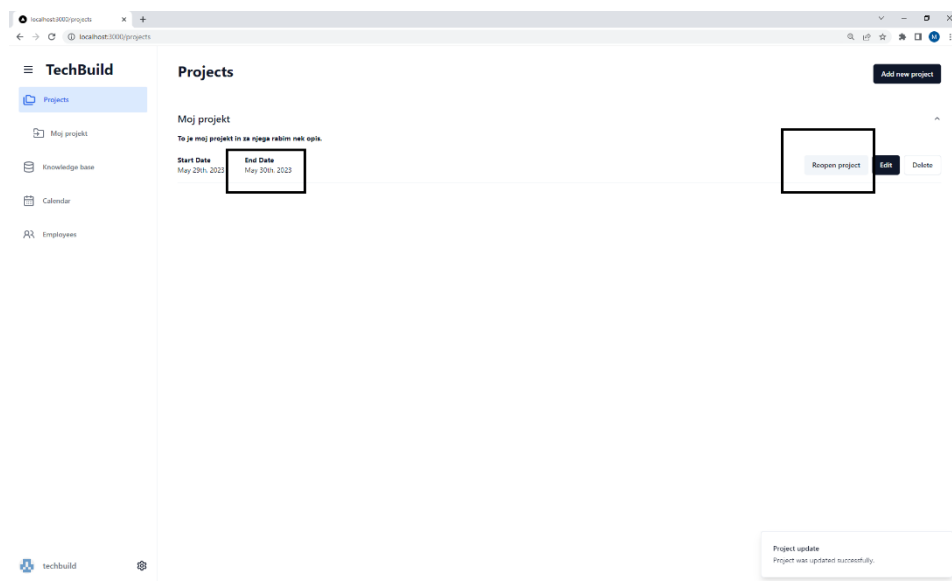 localhost:3000/projects
localhost:3000/projects
M
TechBuild
Projects
Moj projekt
Knowledge base
Calendar
Employees
techbuild
Projects
Add new project
Moj projekt
To je moj projekt in za njega rabim nek opis.
Start Date End Date
May 29th, 2023 May 30th, 2023
Reopen project Edit Delete
Project update
Project was updated successfully.